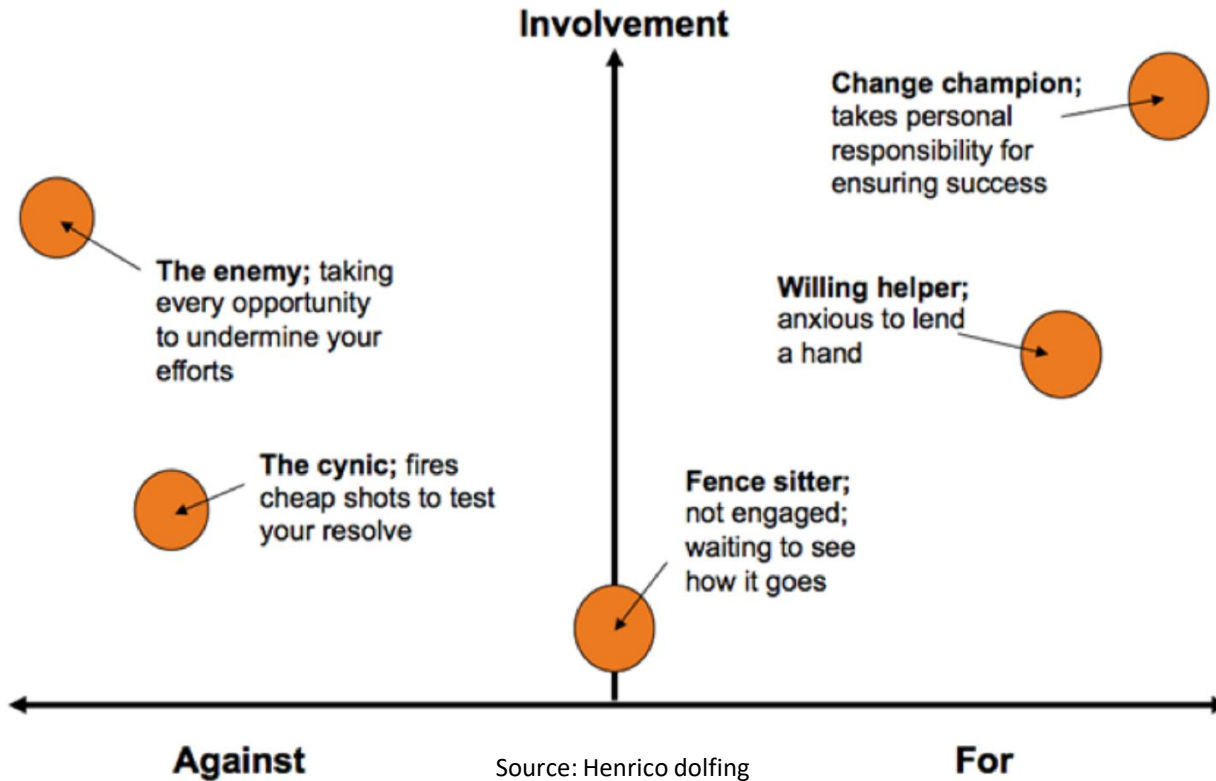 Involvement
Change champion;
takes personal
responsibility for
ensuring success
The enemy; taking
every opportunity
to undermine your
efforts
Willing helper;
anxious to lend
a hand
The cynic; fires
cheap shots to test
your resolve
Fence sitter;
not engaged;
waiting to see
how it goes
Against
Source: Henrico dolfing
For